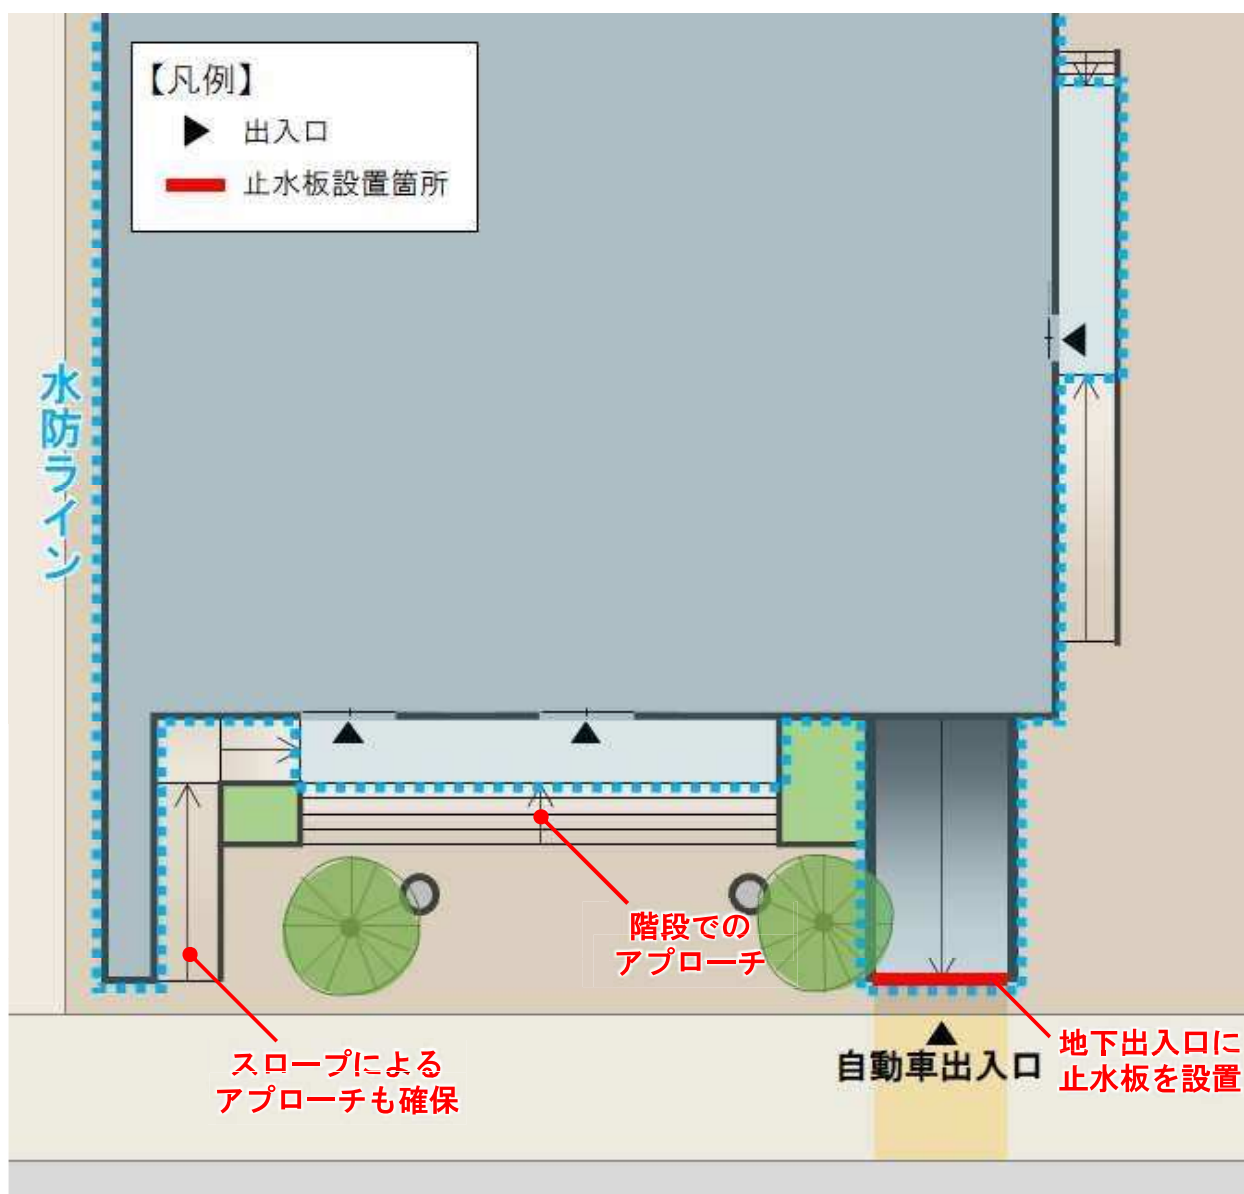 【凡例】
出入口
止水板設置箇所
水防ライン
階段での
アプローチ
スロープによる
アプローチも確保
自動車出入口
地下出入口に
止水板を設置